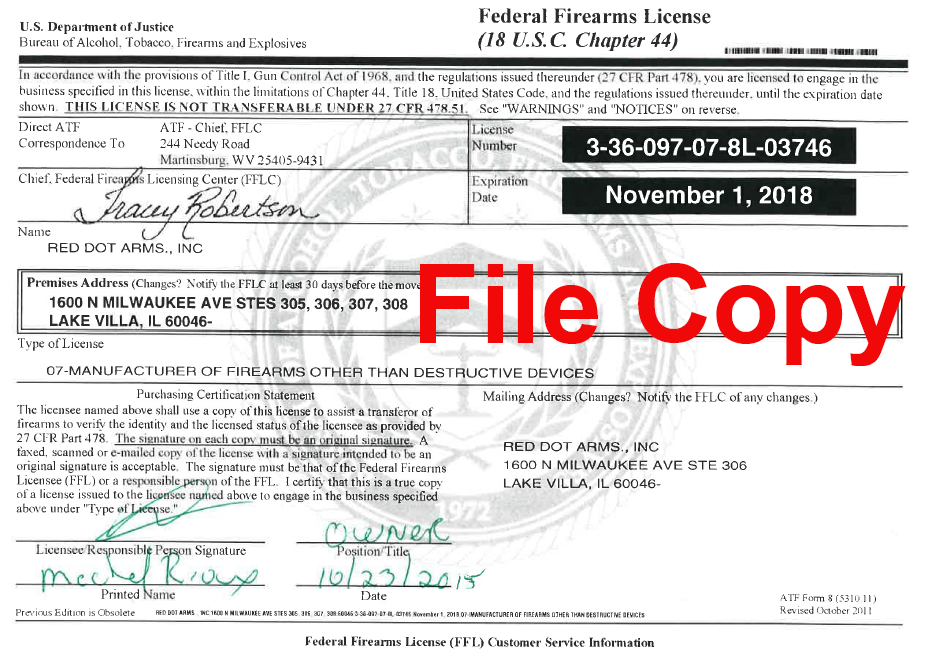 U.S. Department of Justice
Bureau of Alcohol, Tobacco, Firearms and Explosives
Federal Firearms License
(18 U.S.C. Chapter 44)
In accordance with the provisions of Title I, Gun Control Act of 1968, and the regulations issued thereunder (27 CFR Part 478), you are licensed to engage in the
business specified in this license, within the limitations of Chapter 44, Title 18, United States Code, and the regulations issued thereunder, until the expiration date
shown. THIS LICENSE IS NOT TRANSFERABLE UNDER 27 CFR 478.51. See "WARNINGS" and "NOTICES" on reverse.
Direct ATF
Correspondence To
ATF - Chief, FFLC
244 Needy Road
Martinsburg, WV 25405-9431
License
Number
3-36-097-07-8L-03746
Chief, Federal Firearms Licensing Center (FFLC)
Tracey Robertson
Expiration
Date
November 1, 2018
Name
RED DOT ARMS., INC
Premises Address (Changes? Notify the FFLC at least 30 days before the move
1600 N MILWAUKEE AVE STES 305, 306, 307, 308
LAKE VILLA, IL 60046-
File Copy
Type of License
07-MANUFACTURER OF FIREARMS OTHER THAN DESTRUCTIVE DEVICES
Purchasing Certification Statement
The licensee named above shall use a copy of this license to assist a transferor of
firearms to verify the identity and the licensed status of the licensee as provided by
27 CFR Part 478. The signature on each copy must be an original signature. A
faxed, scanned or e-mailed copy of the license with a signature intended to be an
original signature is acceptable. The signature must be that of the Federal Firearms
Licensee (FFL) or a responsible person of the FFL. I certify that this is a true copy
of a license issued to the licensee named above to engage in the business specified
above under "Type of License."
Mailing Address (Changes? Notify the FFLC of any changes.)
RED DOT ARMS., INC
1600 N MILWAUKEE AVE STE 306
LAKE VILLA, IL 60046-
1972
OWNER
Licensee/Responsible Person Signature
Position/Title
10/23/2015
Printed Name
Date
ATF Form 8 (5310.11)
Revised October 2011
Previous Edition is Obsolete
RED DOT ARMS., INC:1600 N MILWAUKEE AVE STES 305, 306, 307, 308:60046:3-36-097-07-8L-03746:November 1, 2018:07-MANUFACTURER OF FIREARMS OTHER THAN DESTRUCTIVE DEVICES
Federal Firearms License (FFL) Customer Service Information